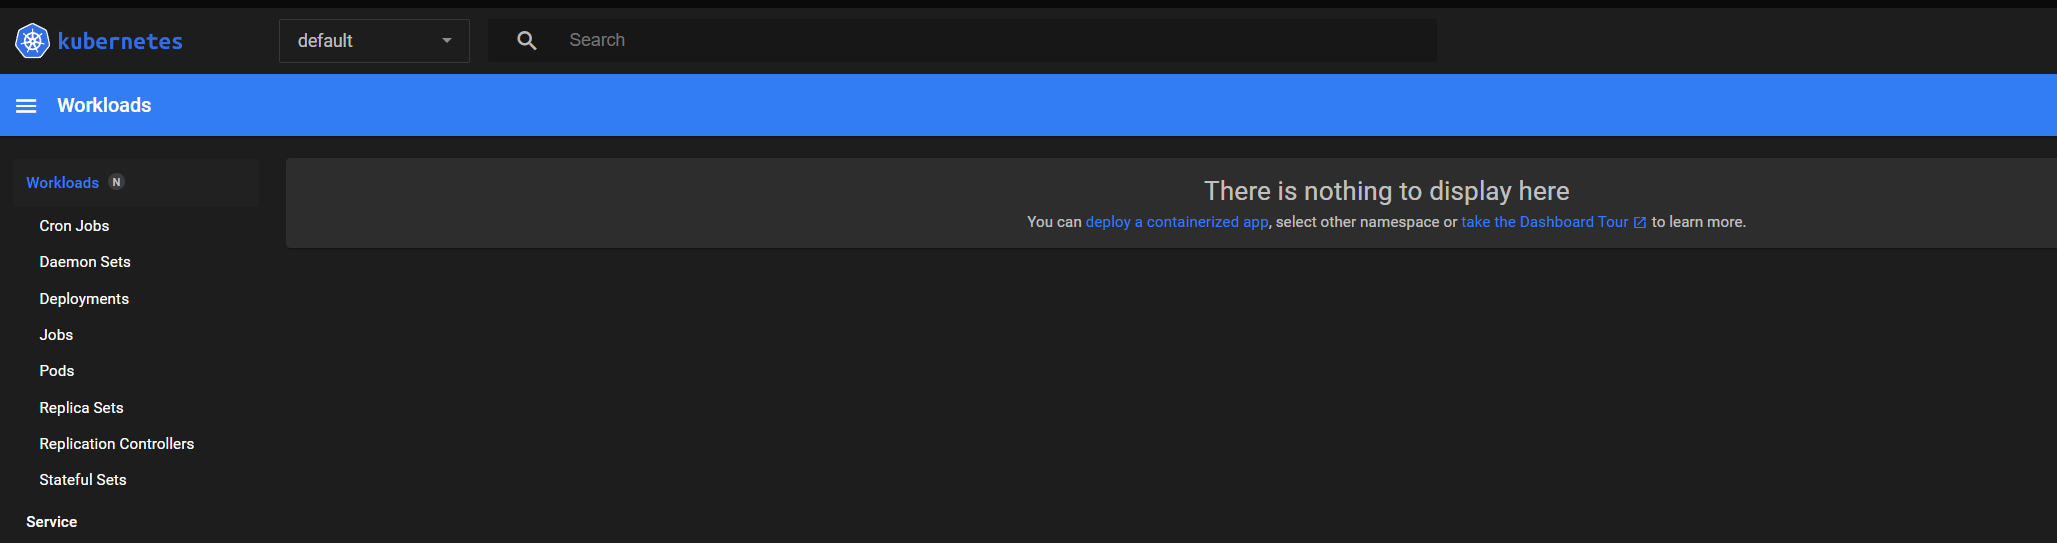 kubernetes
default
Search
Workloads
Workloads N
Cron Jobs
Daemon Sets
Deployments
Jobs
Pods
Replica Sets
Replication Controllers
Stateful Sets
Service
There is nothing to display here
You can deploy a containerized app, select other namespace or take the Dashboard Tour to learn more.